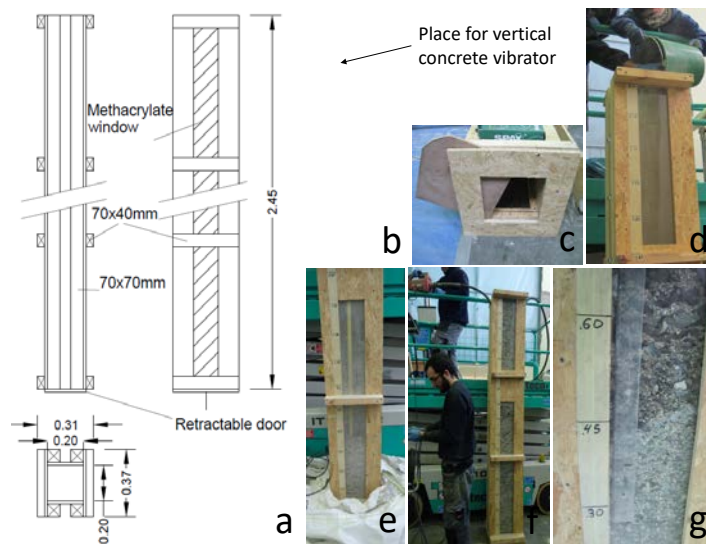 Place for vertical
concrete vibrator
Methacrylate
window
70x40mm
70x70mm
2.45
Retractable door
0.31
0.20
0.37
0.20
a
b
c
d
e
f
g
.60
.45
.30